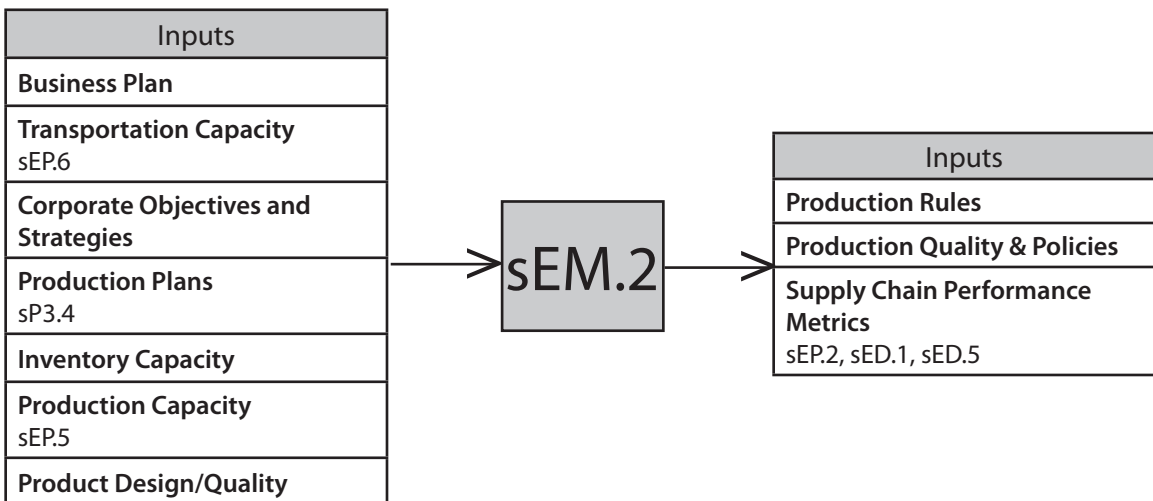 Inputs
Business Plan
Transportation Capacity
sEP.6
Corporate Objectives and
Strategies
Production Plans
sP3.4
Inventory Capacity
Production Capacity
sEP.5
Product Design/Quality
sEM.2
Inputs
Production Rules
Production Quality & Policies
Supply Chain Performance
Metrics
sEP.2, sED.1, sED.5